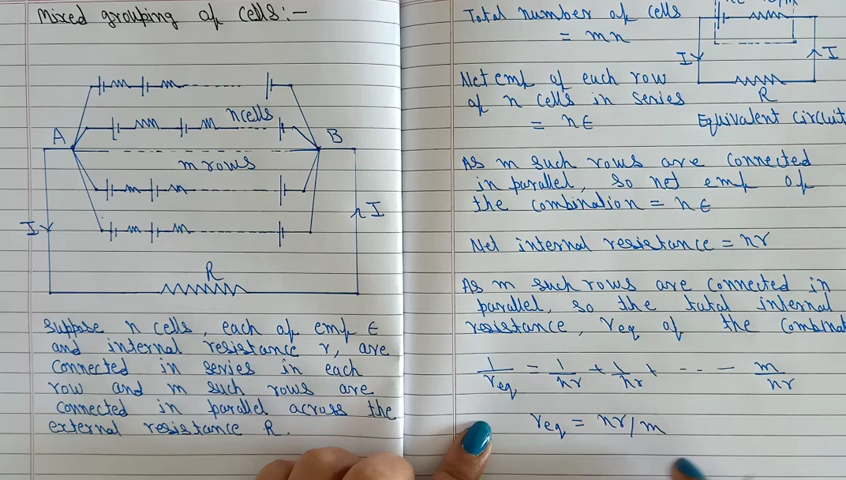 Mixed grouping of cells:-
n cells
A
B
m rows
I
I
R
Suppose n cells, each of emf ε
and internal resistance r, are
connected in series in each
row and m such rows are
connected in parallel across the
external resistance R.
Total number of cells
= mn
I
I
R
Equivalent circuit
Net emf of each row
of n cells in series
= nε
As m such rows are connected
in parallel, so net emf of
the combination = nε
Net internal resistance = nr
As m such rows are connected in
parallel, so the total internal
resistance, req of the combinat
1/req = 1/nr + 1/nr + - - - - m/nr
req = nr/m